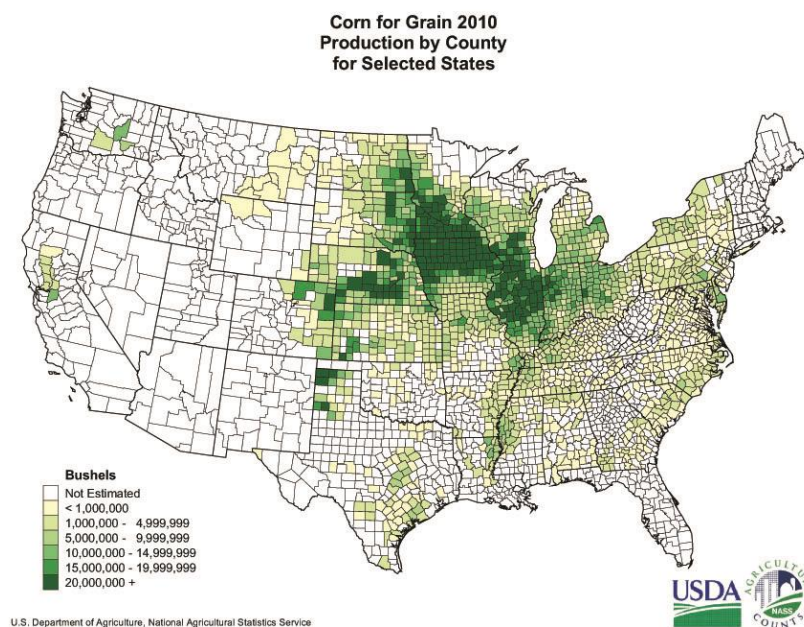 Corn for Grain 2010
Production by County
for Selected States
Bushels
Not Estimated
< 1,000,000
1,000,000 - 4,999,999
5,000,000 - 9,999,999
10,000,000 - 14,999,999
15,000,000 - 19,999,999
20,000,000 +
USDA
AGRICULTURE
NASS
COUNTS
U.S. Department of Agriculture, National Agricultural Statistics Service